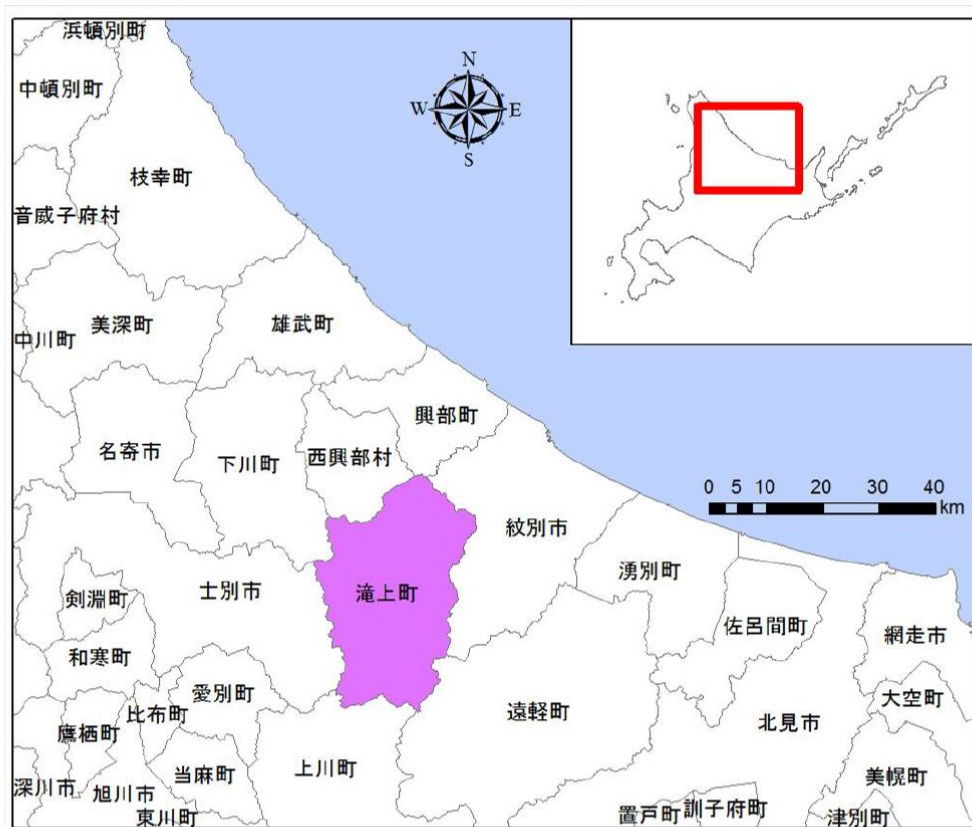 浜頓別町
中頓別町
N
W
E
S
枝幸町
音威子府村
美深町
雄武町
中川町
興部町
名寄市
下川町
西興部村
0 5 10 20 30 40
km
紋別市
湧別町
滝上町
士別市
剣淵町
佐呂間町
網走市
和寒町
愛別町
大空町
比布町
遠軽町
北見市
鷹栖町
当麻町
上川町
美幌町
深川市
旭川市
東川町
置戸町
訓子府町
津別町